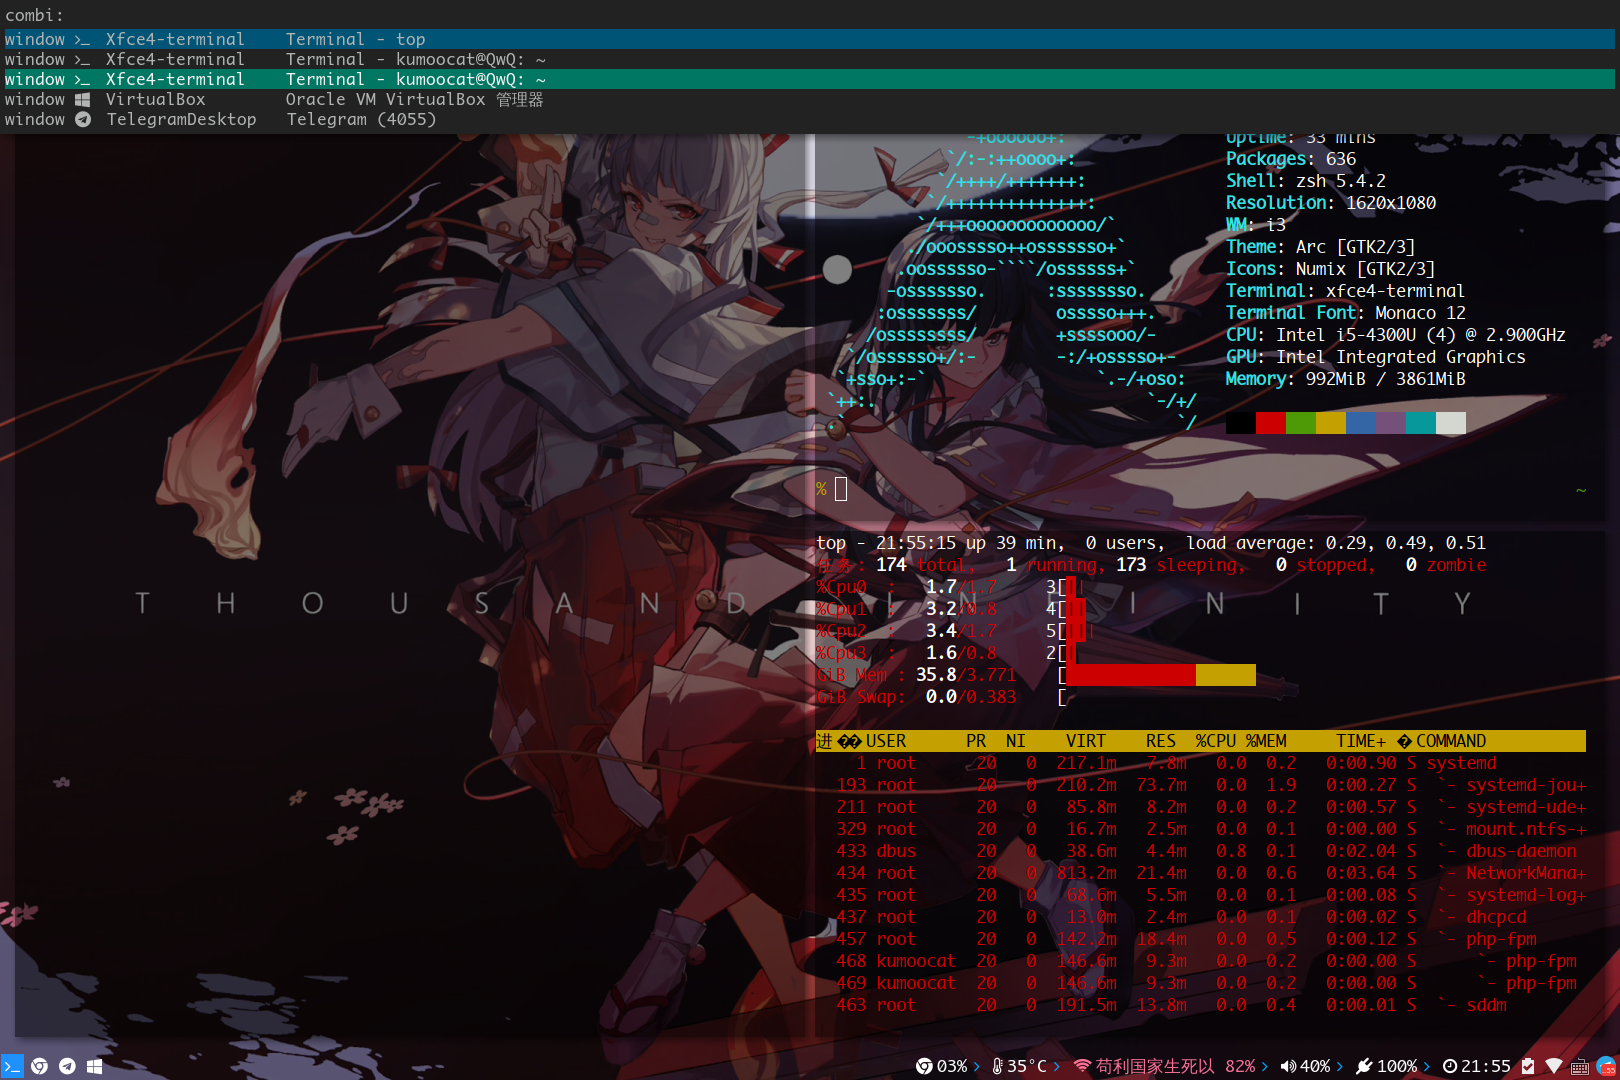 combi:
window >_ Xfce4-terminal Terminal - top
window >_ Xfce4-terminal Terminal - kumoocat@QwQ: ~
window >_ Xfce4-terminal Terminal - kumoocat@QwQ: ~
window VirtualBox Oracle VM VirtualBox 管理器
window TelegramDesktop Telegram (4055)
-+oooooo+:
`/:-:++oooo+:
`/++++/+++++++:
`/++++++++++++++:
`/+++ooooooooooooo/`
./ooosssso++osssssso+`
.oossssso-````/ossssss+`
-osssssso. :ssssssso.
:osssssss/ osssso+++.
/ossssssss/ +ssssooo/-
`/ossssso+/:- -:/+osssso+-
`+sso+:-` `.-/+oso:
`++:. `-/+/
.` `/
Uptime: 33 mins
Packages: 636
Shell: zsh 5.4.2
Resolution: 1620x1080
WM: i3
Theme: Arc [GTK2/3]
Icons: Numix [GTK2/3]
Terminal: xfce4-terminal
Terminal Font: Monaco 12
CPU: Intel i5-4300U (4) @ 2.900GHz
GPU: Intel Integrated Graphics
Memory: 992MiB / 3861MiB
% ~
THOUSAND INFINITY
top - 21:55:15 up 39 min, 0 users, load average: 0.29, 0.49, 0.51
任务: 174 total, 1 running, 173 sleeping, 0 stopped, 0 zombie
%Cpu0 : 1.7/1.7 3[|||
%Cpu1 : 3.2/0.8 4[
%Cpu2 : 3.4/1.7 5[
%Cpu3 : 1.6/0.8 2[
GiB Mem : 35.8/3.771 [
GiB Swap: 0.0/0.383 [
进�� USER PR NI VIRT RES %CPU %MEM TIME+ � COMMAND
1 root 20 0 217.1m 7.8m 0.0 0.2 0:00.90 S systemd
193 root 20 0 210.2m 73.7m 0.0 1.9 0:00.27 S `- systemd-jou+
211 root 20 0 85.8m 8.2m 0.0 0.2 0:00.57 S `- systemd-ude+
329 root 20 0 16.7m 2.5m 0.0 0.1 0:00.00 S `- mount.ntfs-+
433 dbus 20 0 38.6m 4.4m 0.8 0.1 0:02.04 S `- dbus-daemon
434 root 20 0 813.2m 21.4m 0.0 0.6 0:03.64 S `- NetworkMana+
435 root 20 0 68.6m 5.5m 0.0 0.1 0:00.08 S `- systemd-log+
437 root 20 0 13.0m 2.4m 0.0 0.1 0:00.02 S `- dhcpcd
457 root 20 0 142.2m 18.4m 0.0 0.5 0:00.12 S `- php-fpm
468 kumoocat 20 0 146.6m 9.3m 0.0 0.2 0:00.00 S `- php-fpm
469 kumoocat 20 0 146.6m 9.3m 0.0 0.2 0:00.00 S `- php-fpm
463 root 20 0 191.5m 13.8m 0.0 0.4 0:00.01 S `- sddm
03% 35°C 苟利国家生死以 82% 40% 100% 21:55